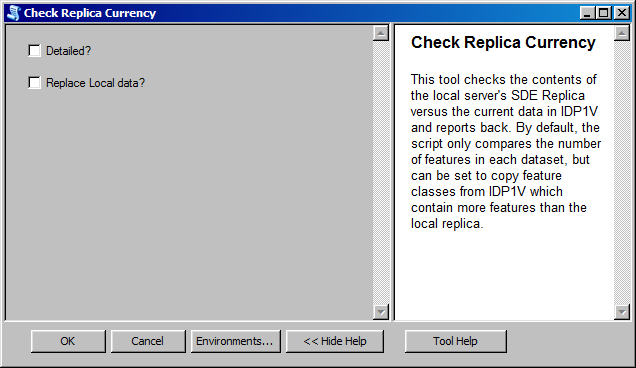 Check Replica Currency
Detailed?
Replace Local data?
Check Replica Currency
This tool checks the contents of
the local server's SDE Replica
versus the current data in IDP1V
and reports back. By default, the
script only compares the number
of features in each dataset, but
can be set to copy feature
classes from IDP1V which
contain more features than the
local replica.
OK
Cancel
Environments...
<< Hide Help
Tool Help